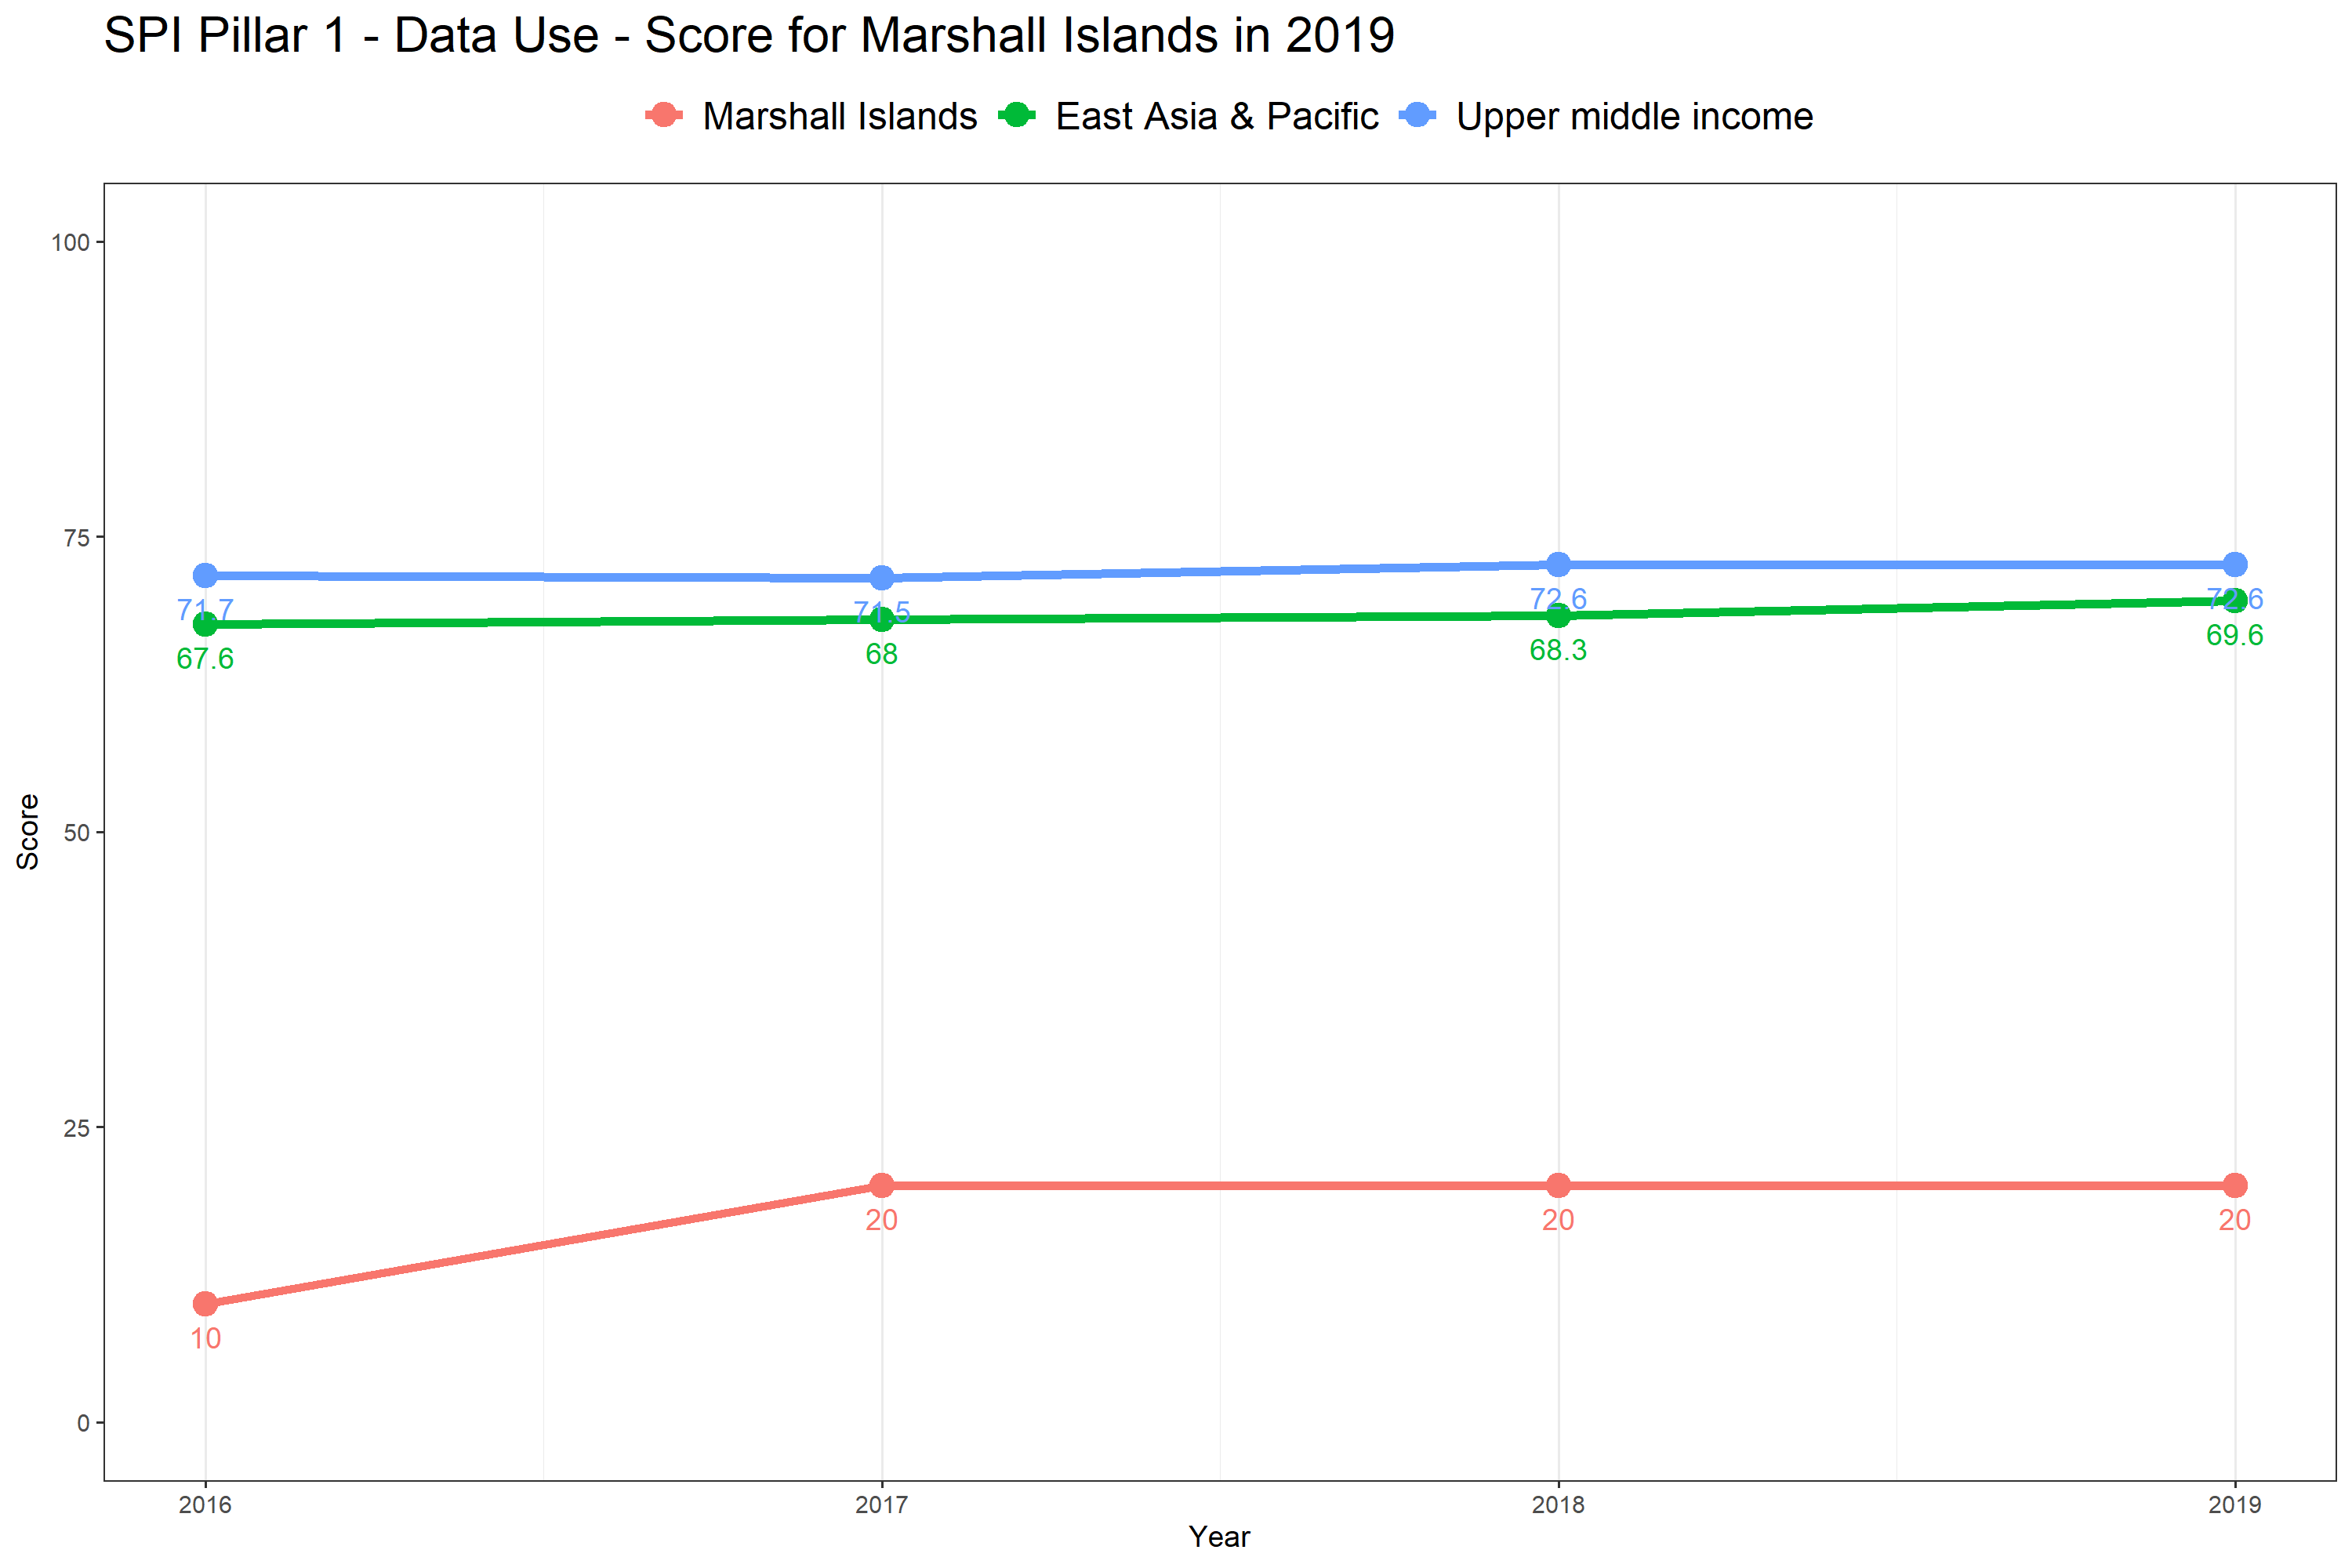 SPI Pillar 1 - Data Use - Score for Marshall Islands in 2019
Marshall Islands East Asia & Pacific Upper middle income
100
75
71.7 71.5 72.6 72.6
67.6 68 68.3 69.6
50
Score
25
20 20 20
10
0
2016 2017 2018 2019
Year